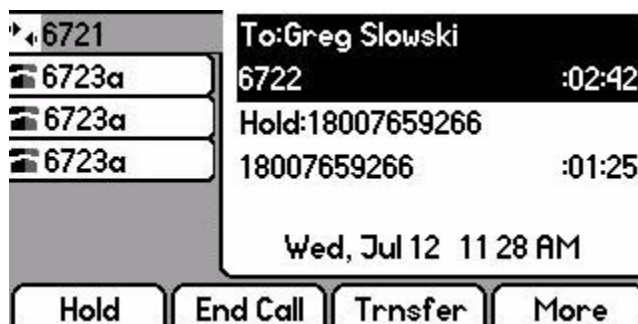 6721
6723a
6723a
6723a
To:Greg Slowski
6722 :02:42
Hold:18007659266
18007659266 :01:25
Wed, Jul 12 11 28 AM
Hold End Call Trnsfer More